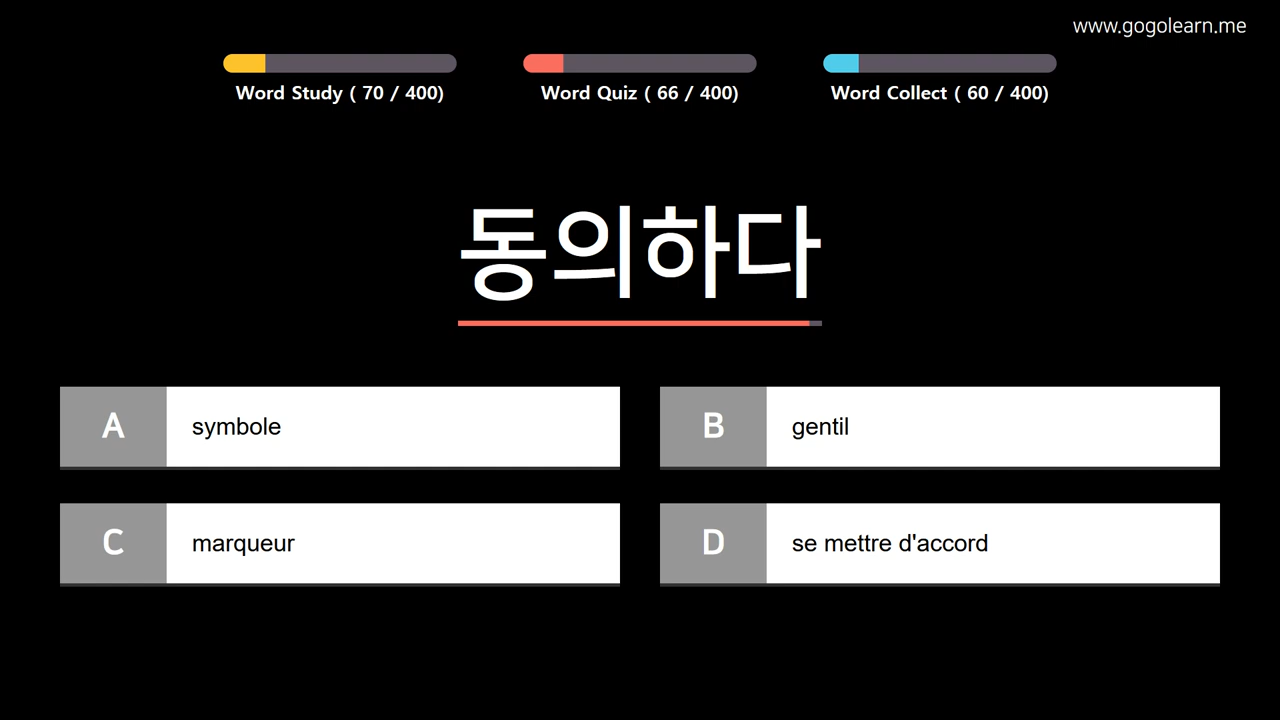 www.gogolearn.me
Word Study ( 70 / 400)
Word Quiz ( 66 / 400)
Word Collect ( 60 / 400)
동의하다
A symbole
B gentil
C marqueur
D se mettre d'accord